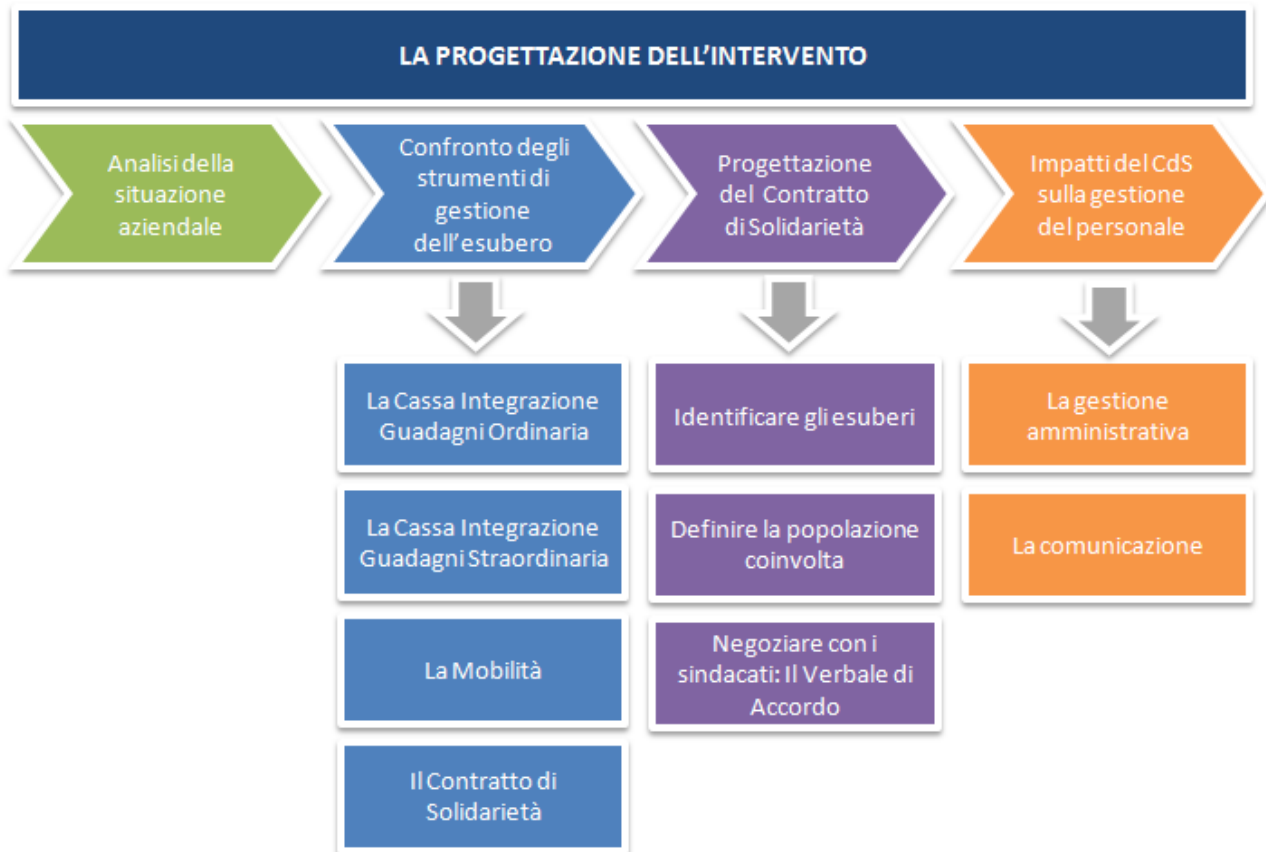 LA PROGETTAZIONE DELL'INTERVENTO
Analisi della
situazione
aziendale
Confronto degli
strumenti di
gestione
dell'esubero
Progettazione
del Contratto
di Solidarietà
Impatti del CdS
sulla gestione
del personale
La Cassa Integrazione
Guadagni Ordinaria
La Cassa Integrazione
Guadagni Straordinaria
La Mobilità
Il Contratto di
Solidarietà
Identificare gli esuberi
Definire la popolazione
coinvolta
Negoziare con i
sindacati: Il Verbale di
Accordo
La gestione
amministrativa
La comunicazione